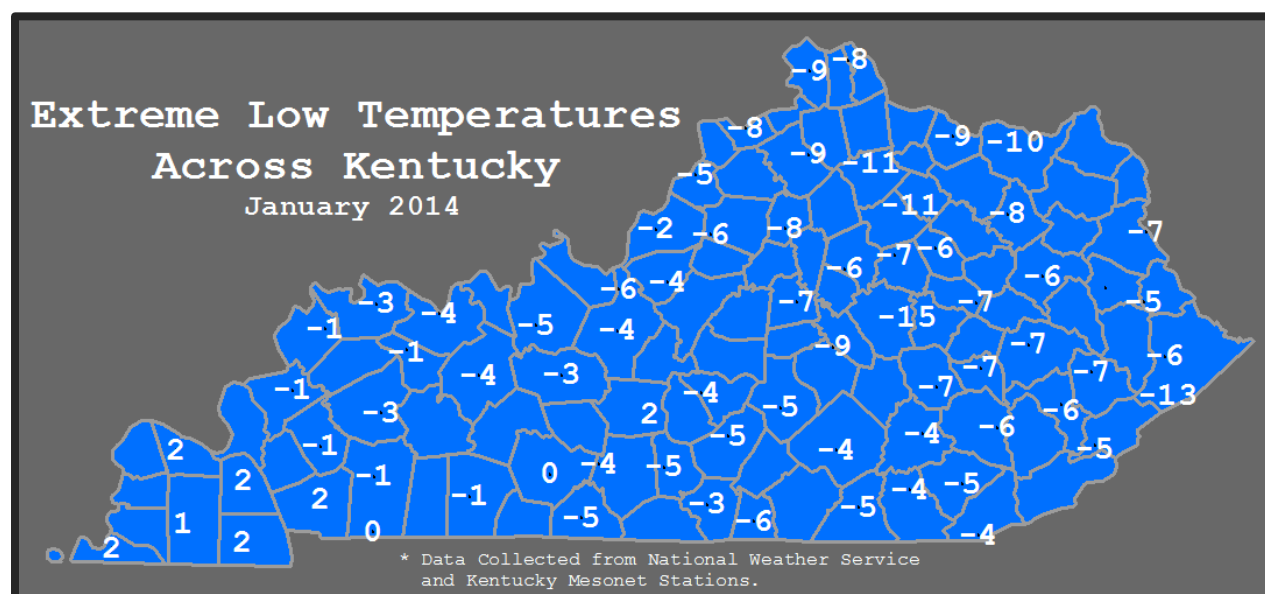 Extreme Low Temperatures
Across Kentucky
January 2014
-9 -8
-8 -9 -11 -9 -10
-5 -11 -8
-2 -6 -8 -7 -6 -7
-6 -4 -6 -6
-3 -4 -7 -7 -5
-1 -5 -4 -15
-1 -4 -3 -9 -7 -6
-1 -3 2 -4 -5 -7 -7 -7 -13
2 -1 -5 -4 -4 -6 -6 -5
2 -1 0 -4 -5 -4 -5
1 2 -1 -5 -3 -6 -5
2 2 0 -4
* Data Collected from National Weather Service
and Kentucky Mesonet Stations.